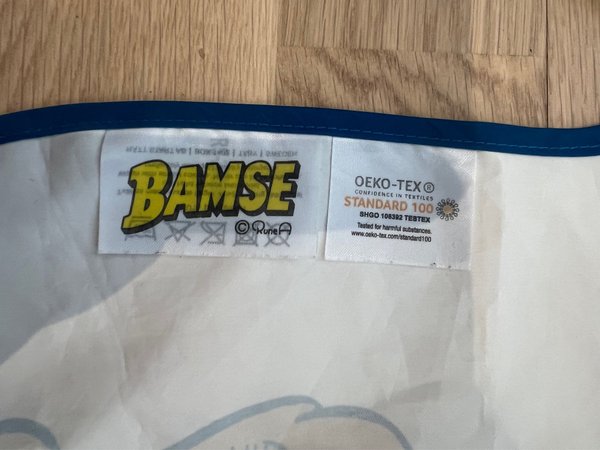 BAMSE
© Rune A
OEKO-TEX ®
CONFIDENCE IN TEXTILES
STANDARD 100
SHGO 108392 TESTEX
Tested for harmful substances.
www.oeko-tex.com/standard100